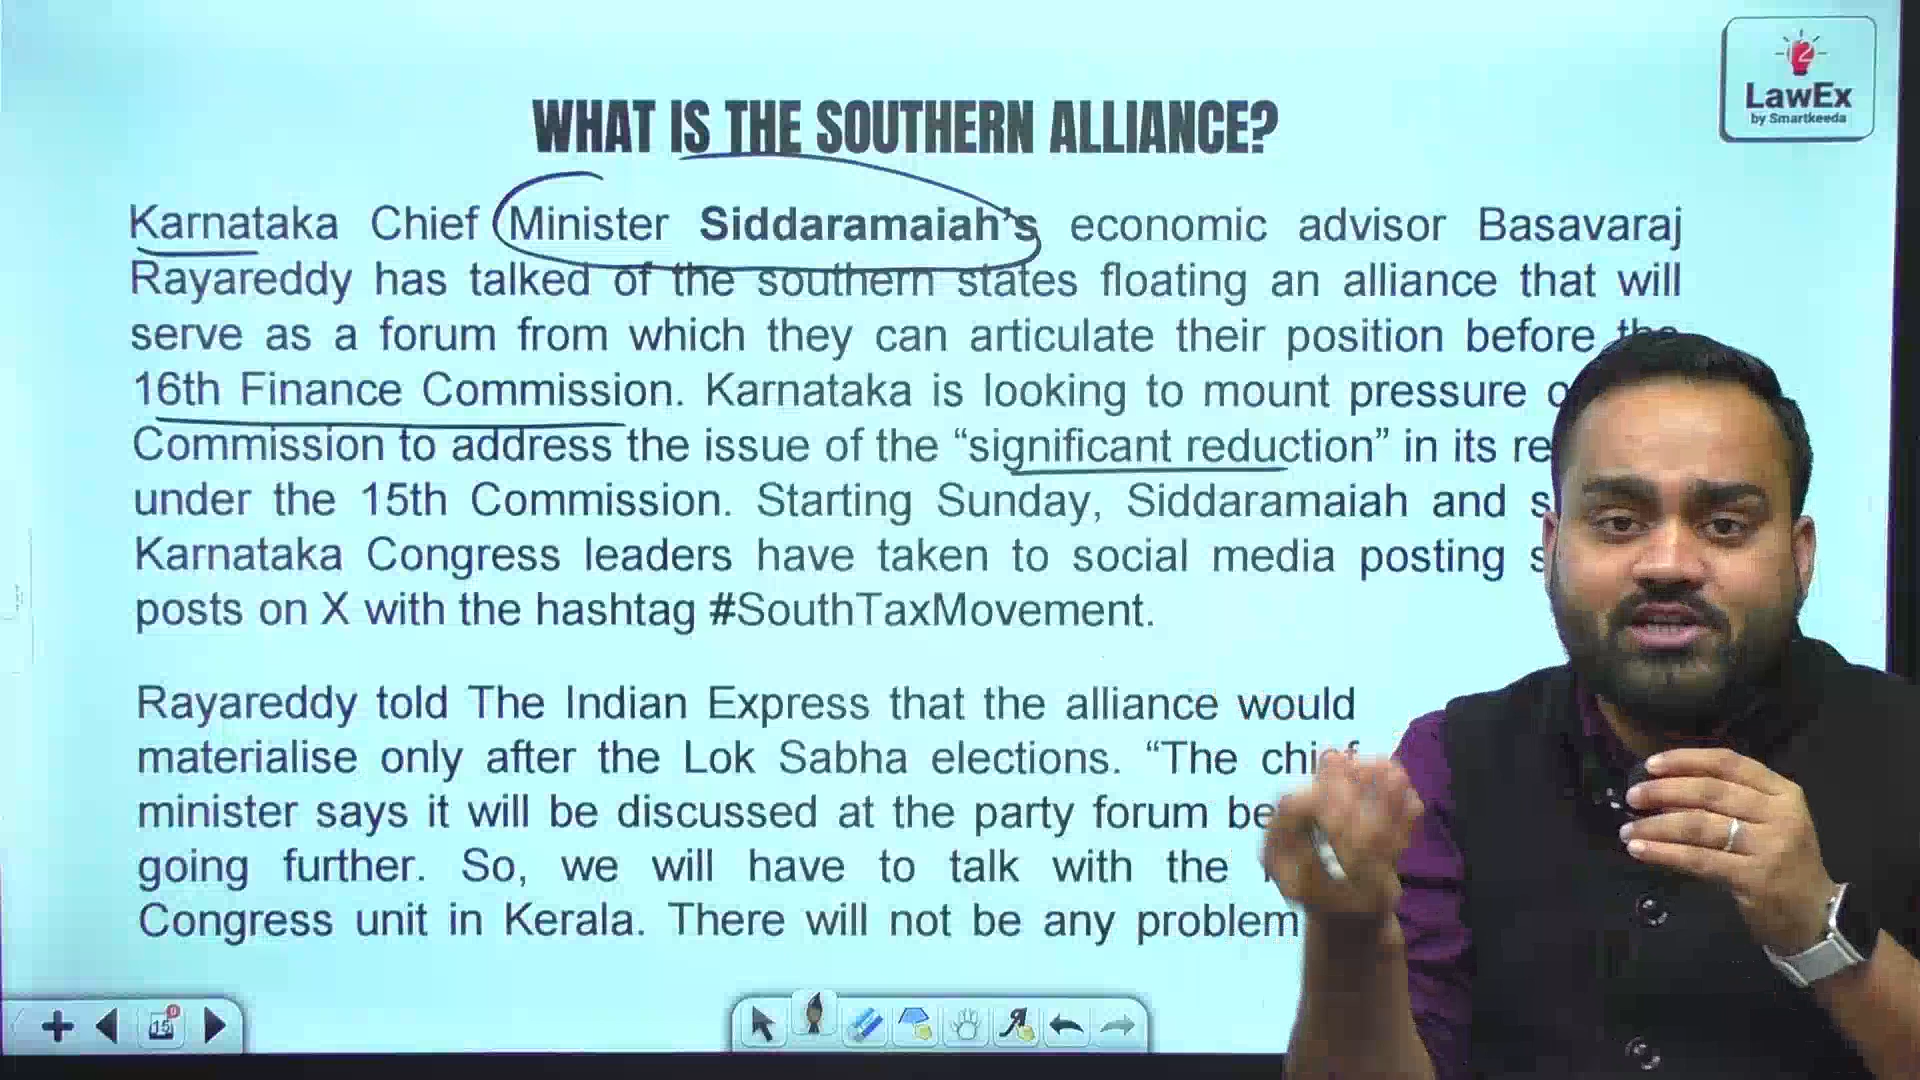 LawEx
by Smartkeeda
WHAT IS THE SOUTHERN ALLIANCE?
Karnataka Chief Minister Siddaramaiah's economic advisor Basavaraj
Rayareddy has talked of the southern states floating an alliance that will
serve as a forum from which they can articulate their position before the
16th Finance Commission. Karnataka is looking to mount pressure
Commission to address the issue of the “significant reduction” in its
under the 15th Commission. Starting Sunday, Siddaramaiah and
Karnataka Congress leaders have taken to social media posting
posts on X with the hashtag #SouthTaxMovement.
Rayareddy told The Indian Express that the alliance would
materialise only after the Lok Sabha elections. “The chief
minister says it will be discussed at the party forum
going further. So, we will have to talk with the
Congress unit in Kerala. There will not be any problem
15